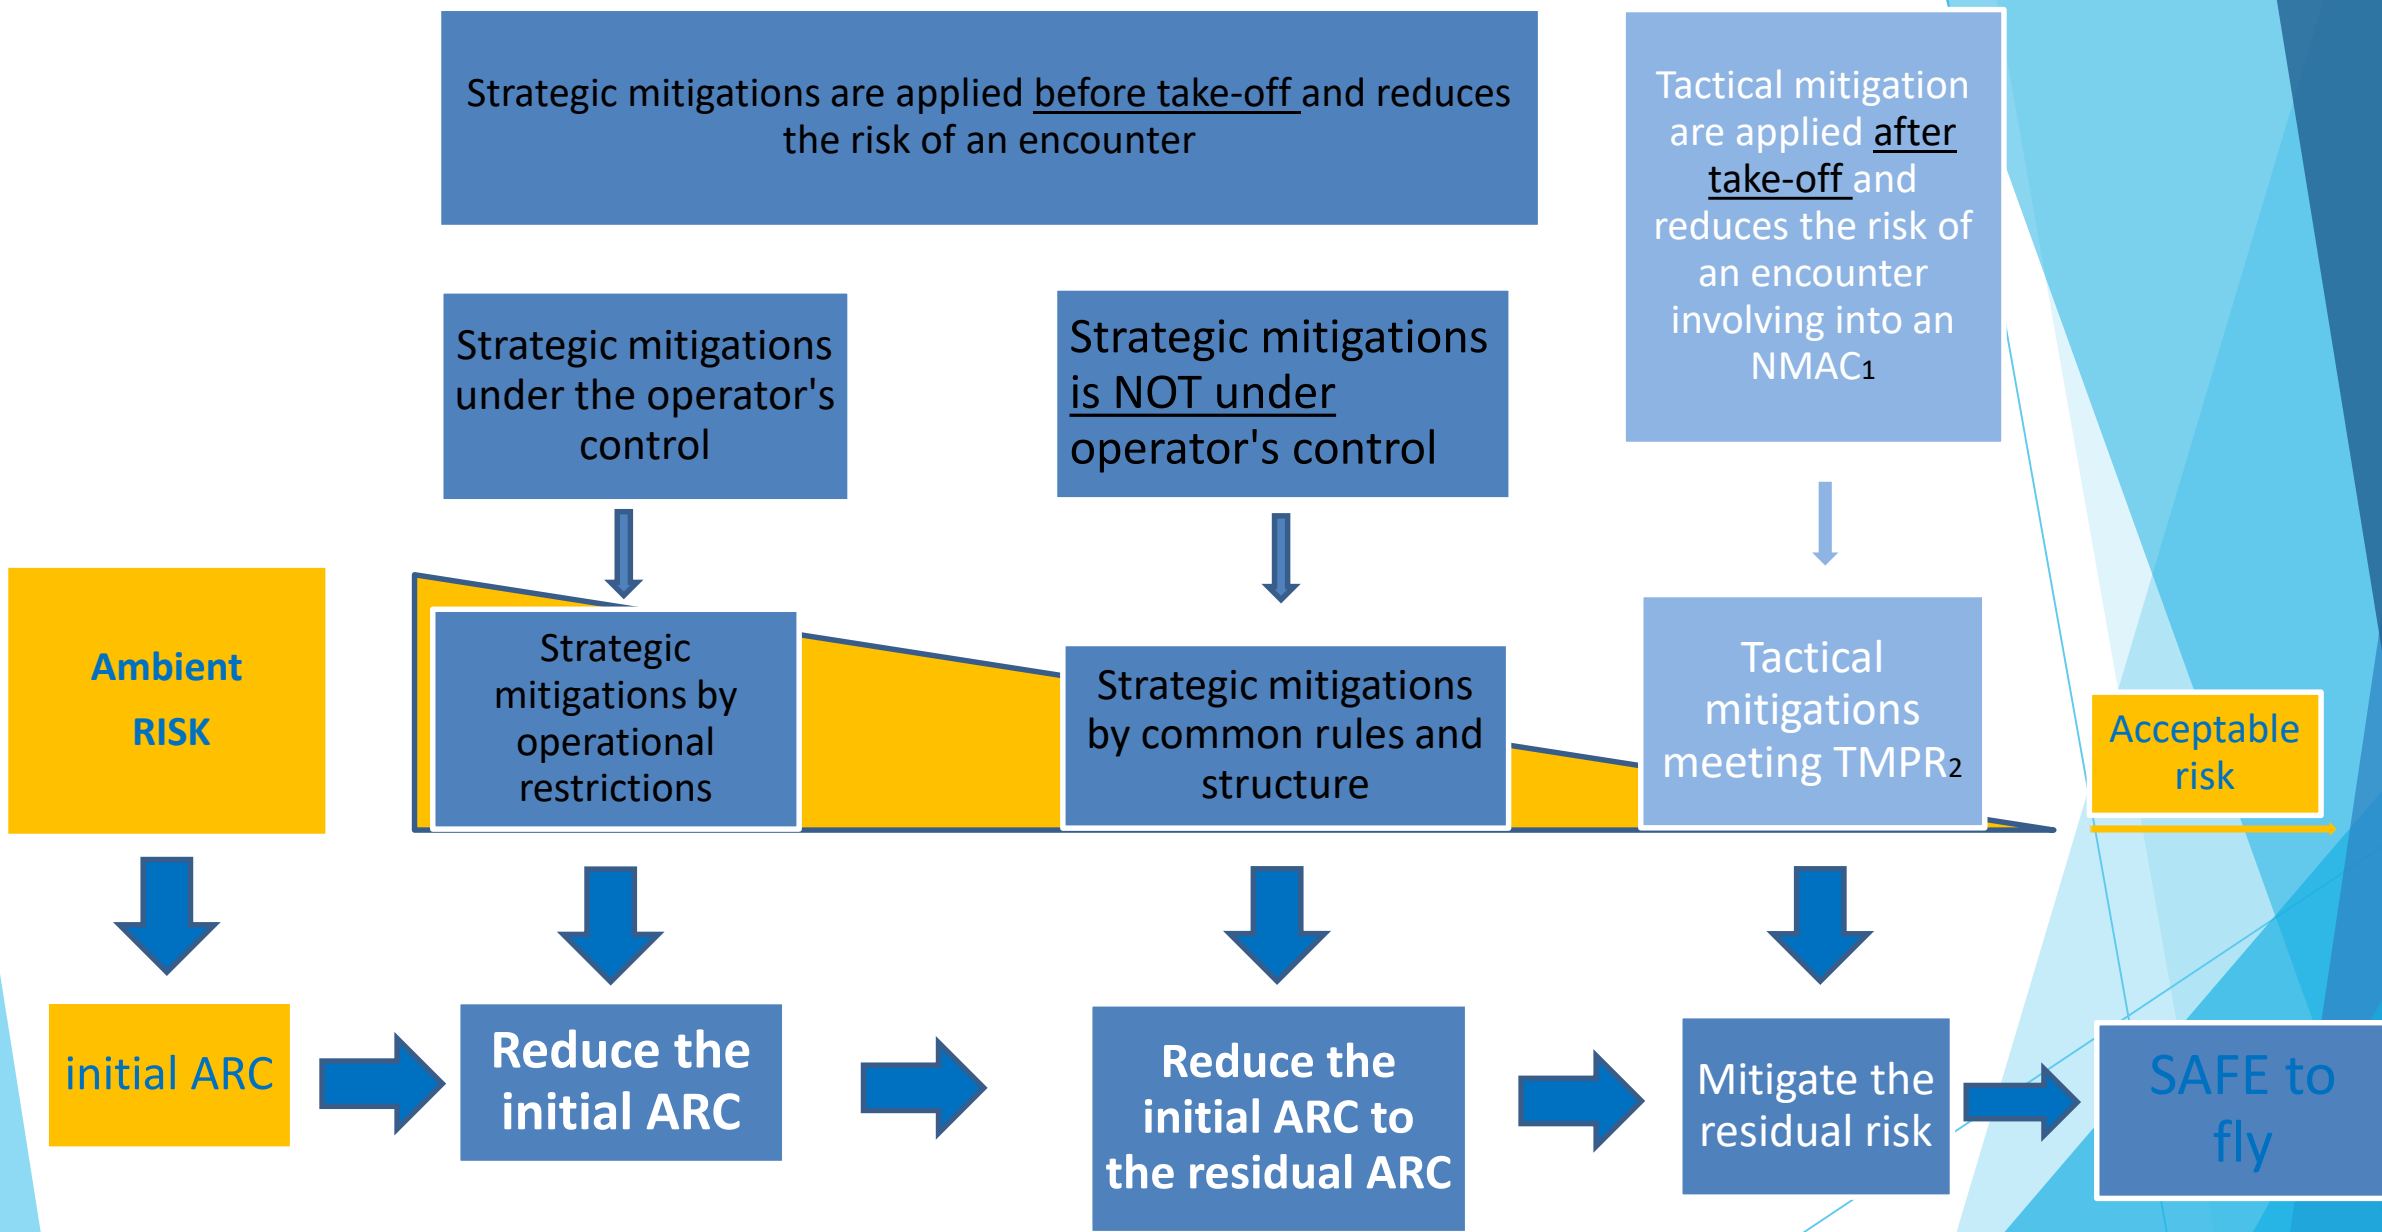 Strategic mitigations are applied before take-off and reduces
the risk of an encounter
Tactical mitigation
are applied after
take-off and
reduces the risk of
an encounter
involving into an
NMAC1
Strategic mitigations
under the operator's
control
Strategic mitigations
is NOT under
operator's control
Ambient
RISK
Strategic
mitigations by
operational
restrictions
Strategic mitigations
by common rules and
structure
Tactical
mitigations
meeting TMPR2
Acceptable
risk
initial ARC
Reduce the
initial ARC
Reduce the
initial ARC to
the residual ARC
Mitigate the
residual risk
SAFE to
fly